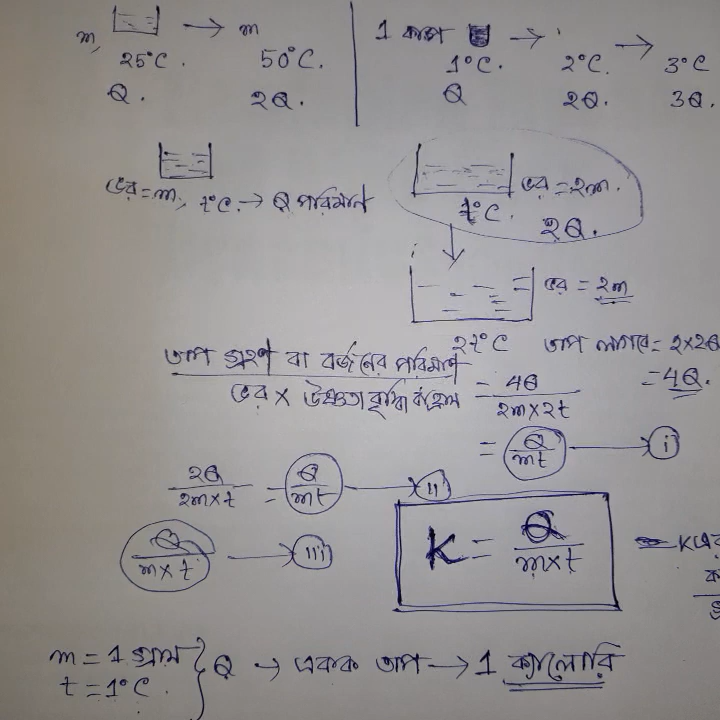 m, → m
25°C. 50°C.
Q. 2Q.
1 কাপ → →
1°C. 2°C. 3°C
Q 2Q. 3Q.
ভর = m, t°C. → Q পরিমাণ
ভর = 2m.
t°C.
2Q.
ভর = 2m
2t°C তাপ লাগবে = 2×2Q
= 4Q.
তাপ গ্রহণ বা বর্জনের পরিমাণ
ভর × উষ্ণতা বৃদ্ধি বা হ্রাস
= 4Q / 2m×2t
= Q / mt → i
2Q / 2m×t = Q / mt → ii
Q / m×t → iii
K = Q / m×t
K এর
m = 1 গ্রাম
t = 1°C.
} Q → একক তাপ → 1 ক্যালোরি